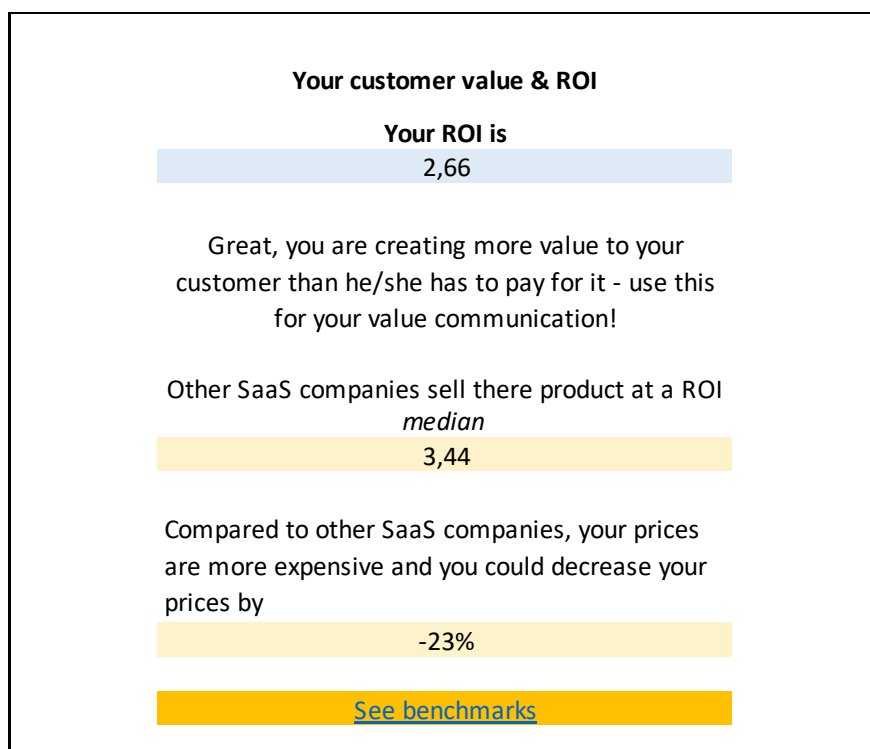 Your customer value & ROI
Your ROI is
2,66
Great, you are creating more value to your
customer than he/she has to pay for it - use this
for your value communication!
Other SaaS companies sell there product at a ROI
median
3,44
Compared to other SaaS companies, your prices
are more expensive and you could decrease your
prices by
-23%
See benchmarks